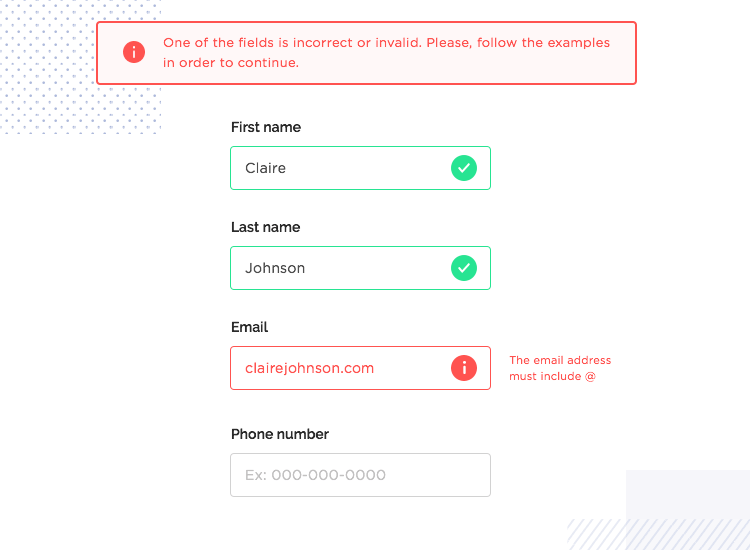 One of the fields is incorrect or invalid. Please, follow the examples
in order to continue.
First name
Claire
Last name
Johnson
Email
clairejohnson.com
The email address
must include @
Phone number
Ex: 000-000-0000